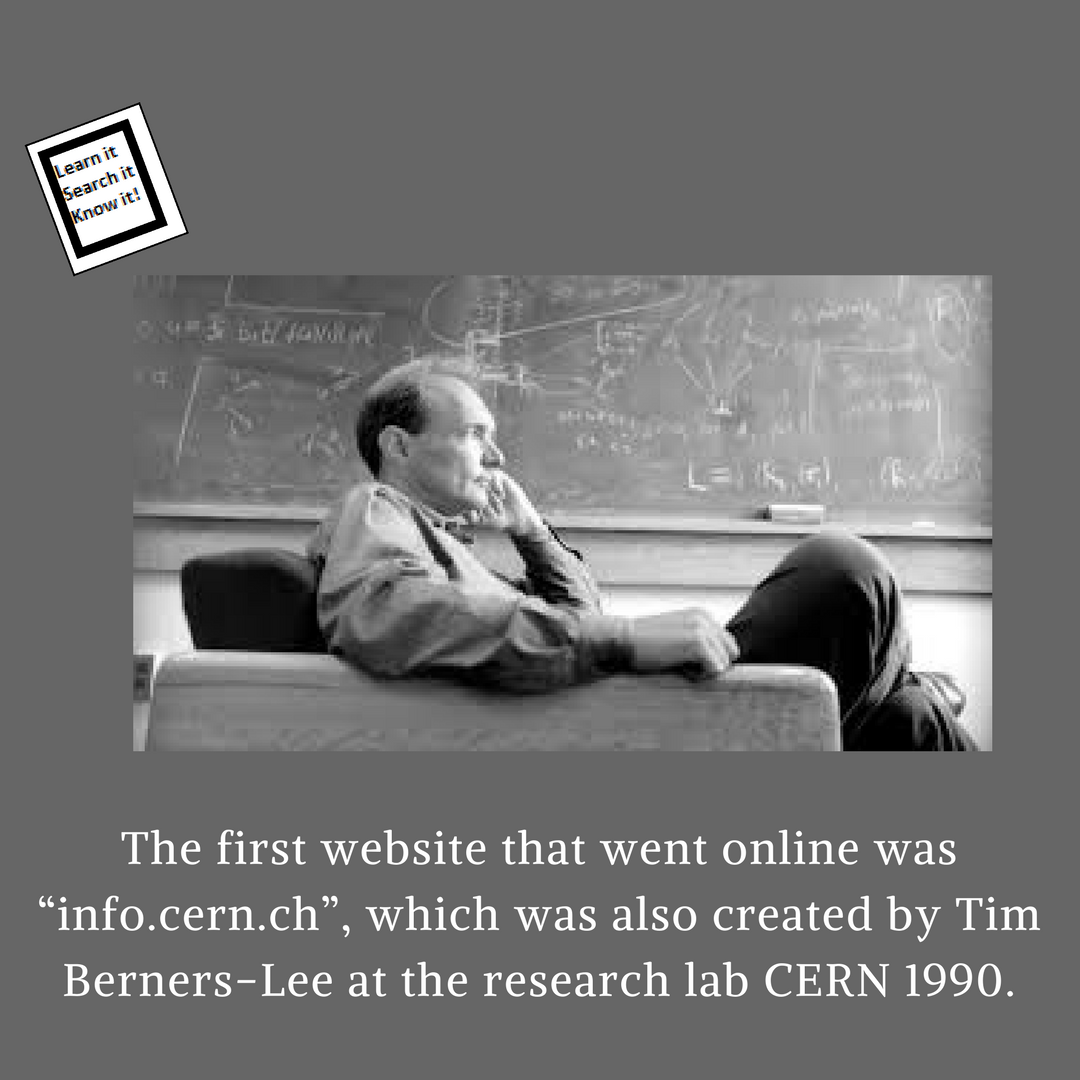 Learn it
Search it
Know it!
L=
The first website that went online was
“info.cern.ch”, which was also created by Tim
Berners-Lee at the research lab CERN 1990.